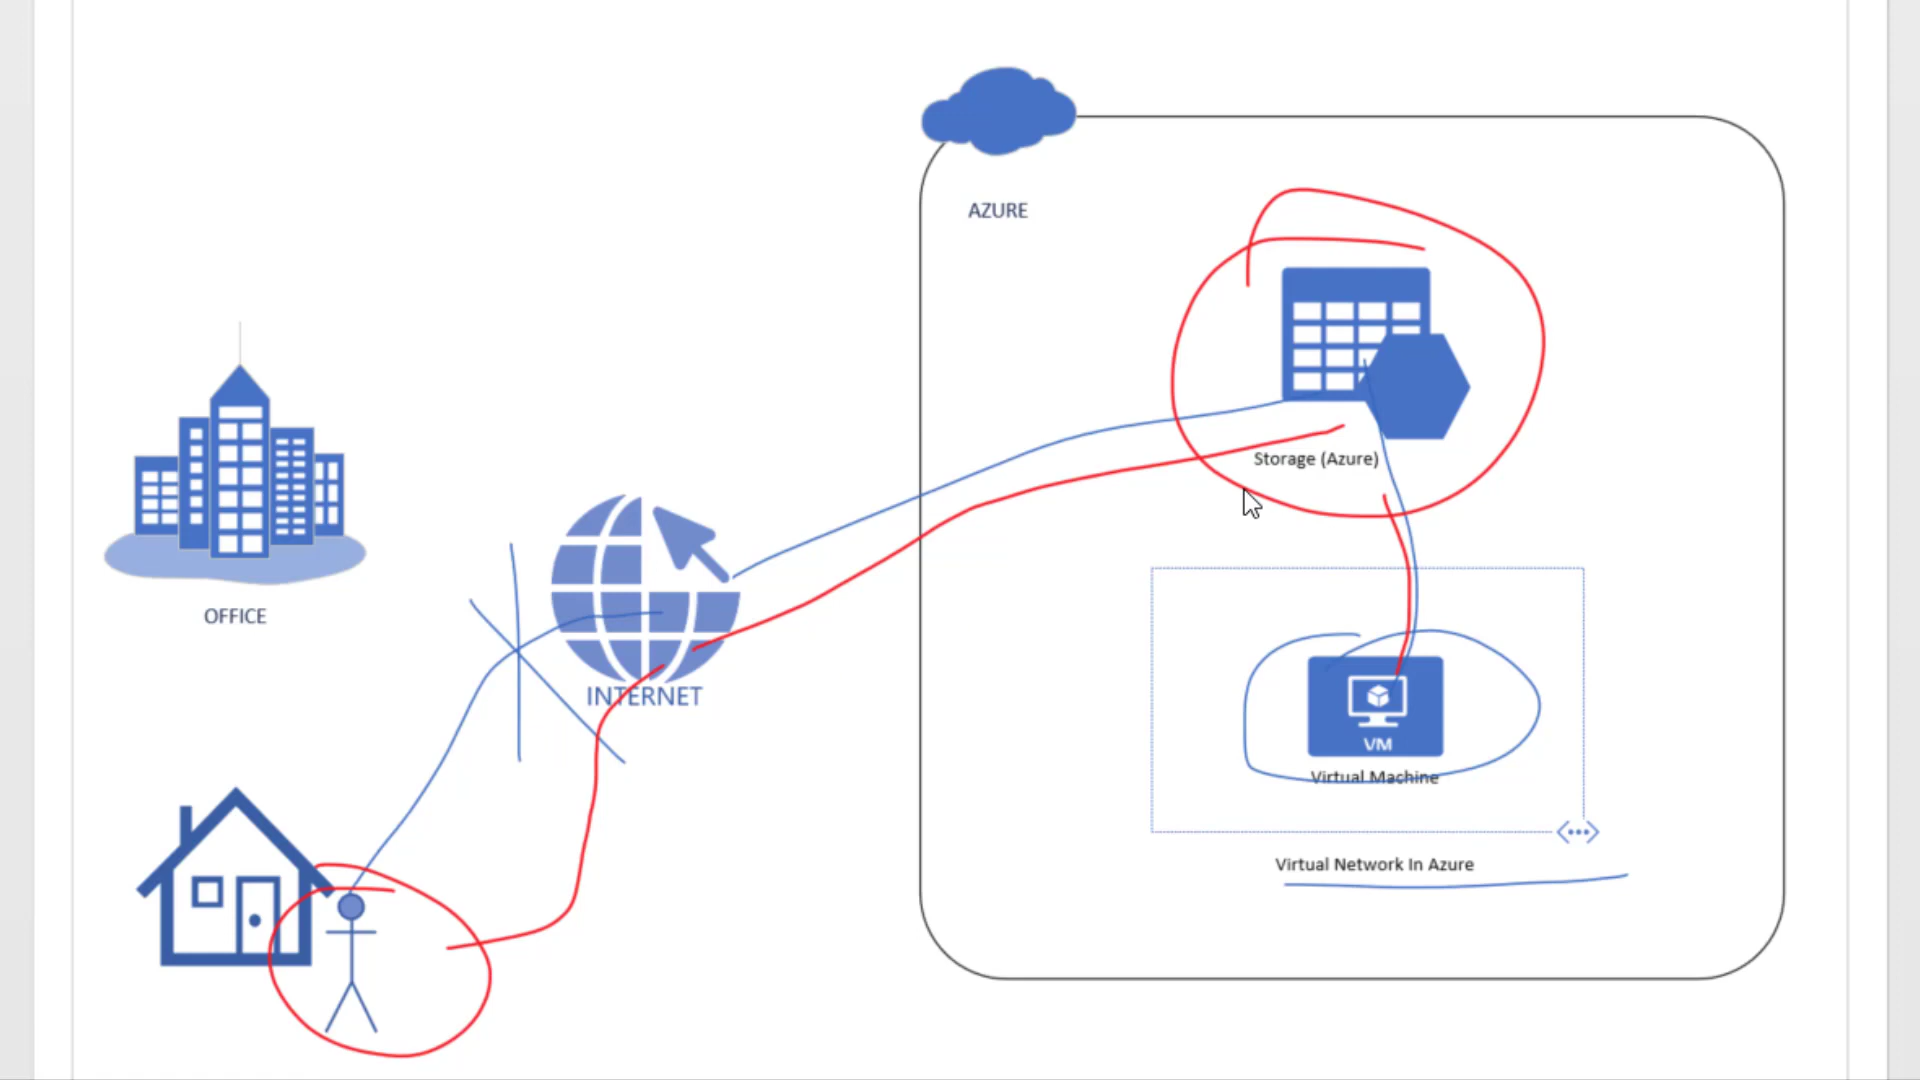 AZURE
Storage (Azure)
OFFICE
INTERNET
VM
Virtual Machine
Virtual Network In Azure